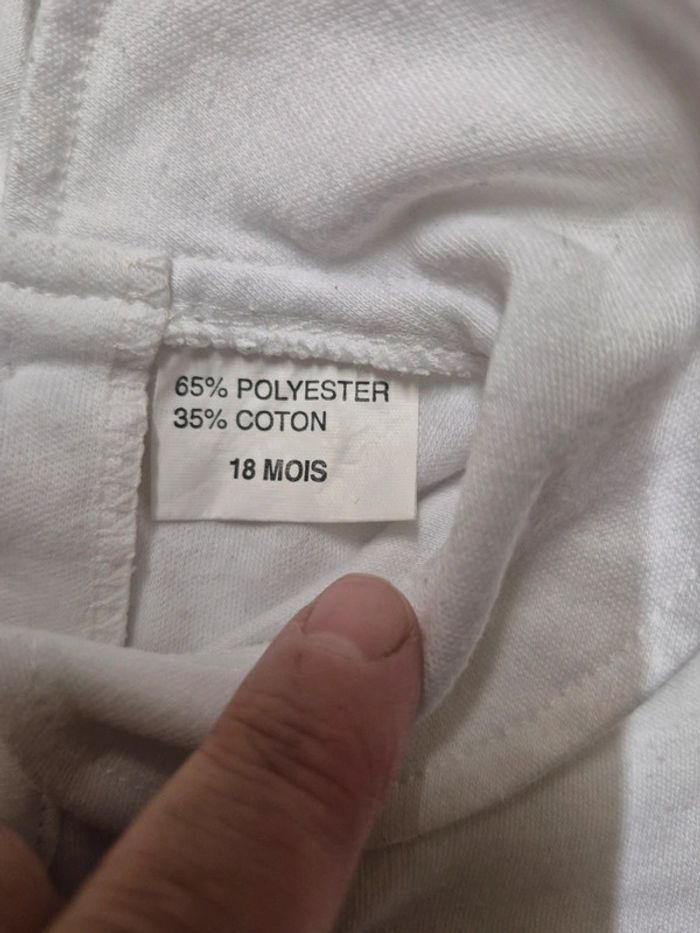 65% POLYESTER
35% COTON
18 MOIS